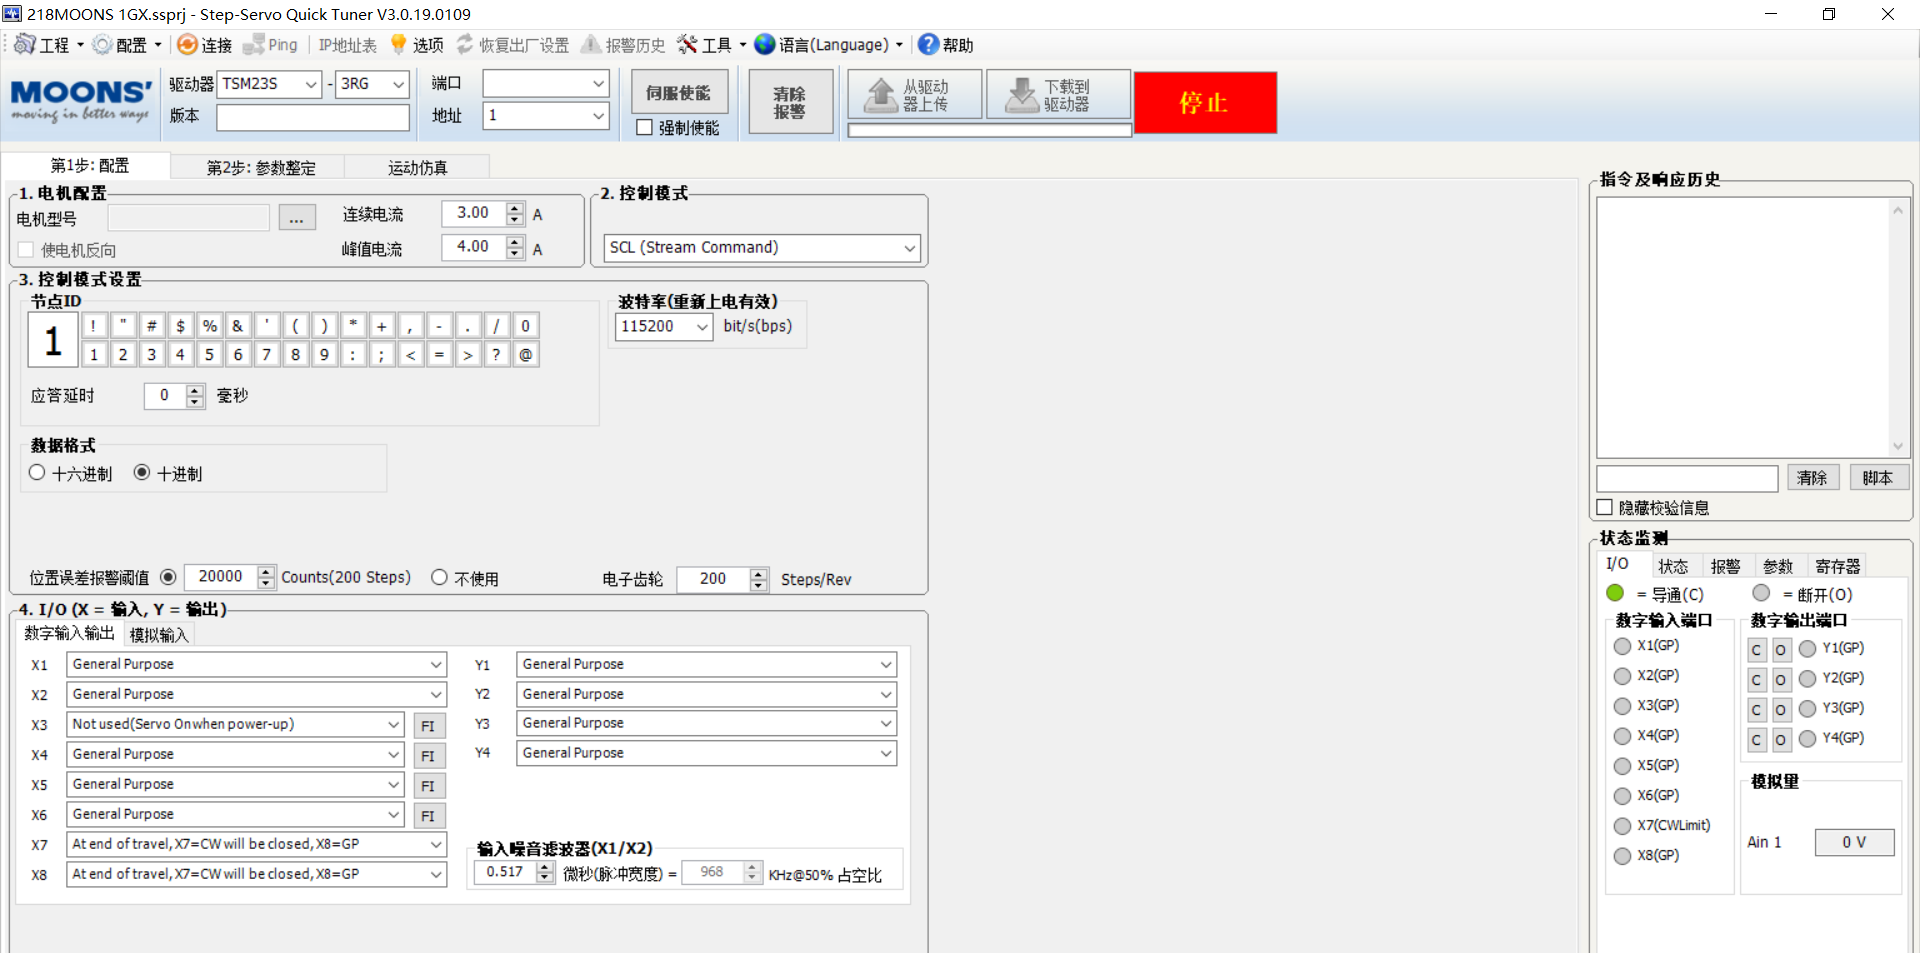 218MOONS 1GX.ssprj - Step-Servo Quick Tuner V3.0.19.0109
工程 配置 连接 Ping IP地址表 选项 恢复出厂设置 报警历史 工具 语言(Language) 帮助
MOONS'
moving in better ways
驱动器 TSM23S - 3RG
版本
端口
地址 1
伺服使能
强制使能
清除
报警
从驱动
器上传
下载到
驱动器
停止
第1步: 配置 第2步: 参数整定 运动仿真
1. 电机配置
电机型号 ... 连续电流 3.00 A
使电机反向 峰值电流 4.00 A
2. 控制模式
SCL (Stream Command)
3. 控制模式设置
节点ID
1
! " # $ % & ' ( ) * + , - . / 0
1 2 3 4 5 6 7 8 9 : ; < = > ? @
应答延时 0 毫秒
波特率(重新上电有效)
115200 bit/s(bps)
数据格式
十六进制 十进制
位置误差报警阈值 20000 Counts(200 Steps) 不使用 电子齿轮 200 Steps/Rev
4. I/O (X = 输入, Y = 输出)
数字输入输出 模拟输入
X1 General Purpose
X2 General Purpose
X3 Not used(Servo On when power-up) FI
X4 General Purpose FI
X5 General Purpose FI
X6 General Purpose FI
X7 At end of travel, X7=CW will be closed, X8=GP
X8 At end of travel, X7=CW will be closed, X8=GP
Y1 General Purpose
Y2 General Purpose
Y3 General Purpose
Y4 General Purpose
输入噪音滤波器(X1/X2)
0.517 微秒(脉冲宽度) = 968 KHz@50% 占空比
指令及响应历史
清除 脚本
隐藏校验信息
状态监测
I/O 状态 报警 参数 寄存器
= 导通(C) = 断开(O)
数字输入端口
X1(GP)
X2(GP)
X3(GP)
X4(GP)
X5(GP)
X6(GP)
X7(CWLimit)
X8(GP)
数字输出端口
C O Y1(GP)
C O Y2(GP)
C O Y3(GP)
C O Y4(GP)
模拟量
Ain 1 0 V